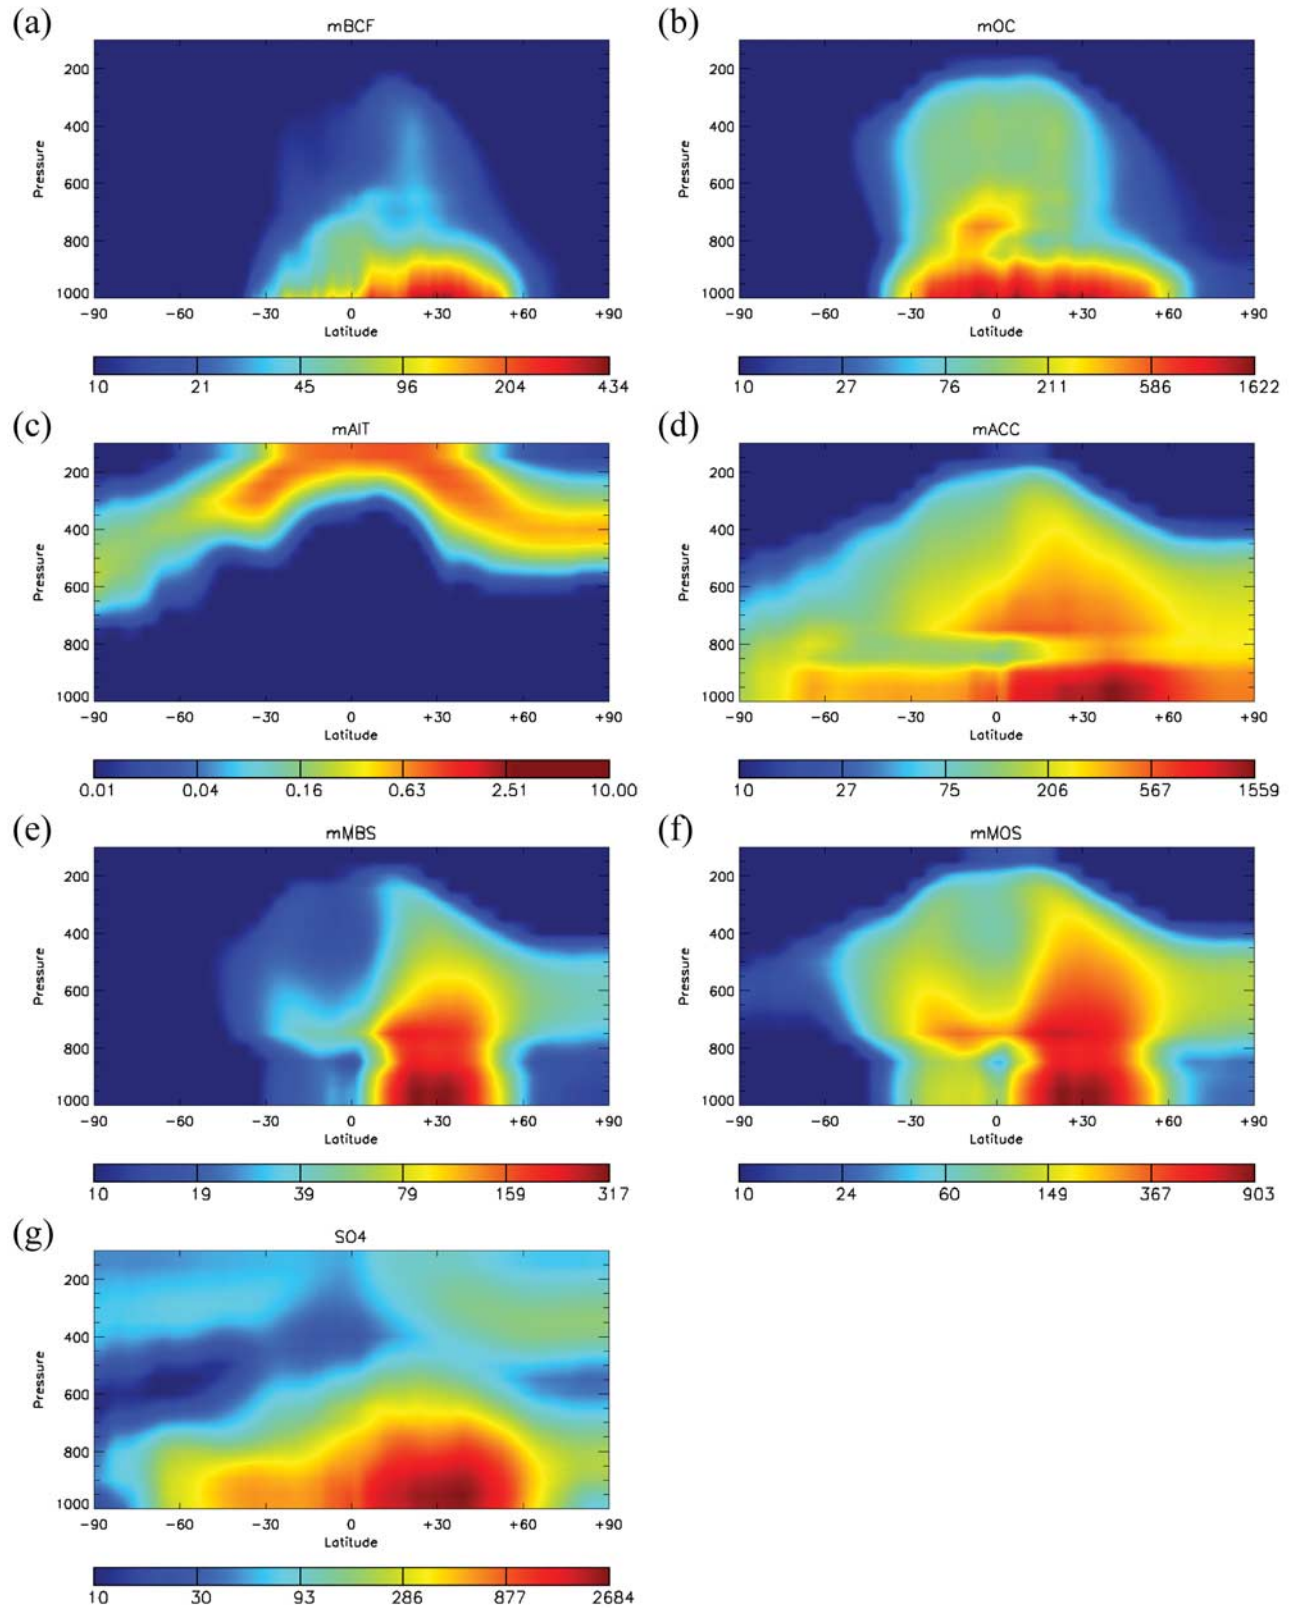 (a)
mBCF
Pressure
200
400
600
800
1000
−90 −60 −30 0 +30 +60 +90
Latitude
10 21 45 96 204 434
(b)
mOC
Pressure
200
400
600
800
1000
−90 −60 −30 0 +30 +60 +90
Latitude
10 27 76 211 586 1622
(c)
mAIT
Pressure
200
400
600
800
1000
−90 −60 −30 0 +30 +60 +90
Latitude
0.01 0.04 0.16 0.63 2.51 10.00
(d)
mACC
Pressure
200
400
600
800
1000
−90 −60 −30 0 +30 +60 +90
Latitude
10 27 75 206 567 1559
(e)
mMBS
Pressure
200
400
600
800
1000
−90 −60 −30 0 +30 +60 +90
Latitude
10 19 39 79 159 317
(f)
mMOS
Pressure
200
400
600
800
1000
−90 −60 −30 0 +30 +60 +90
Latitude
10 24 60 149 367 903
(g)
SO4
Pressure
200
400
600
800
1000
−90 −60 −30 0 +30 +60 +90
Latitude
10 30 93 286 877 2684